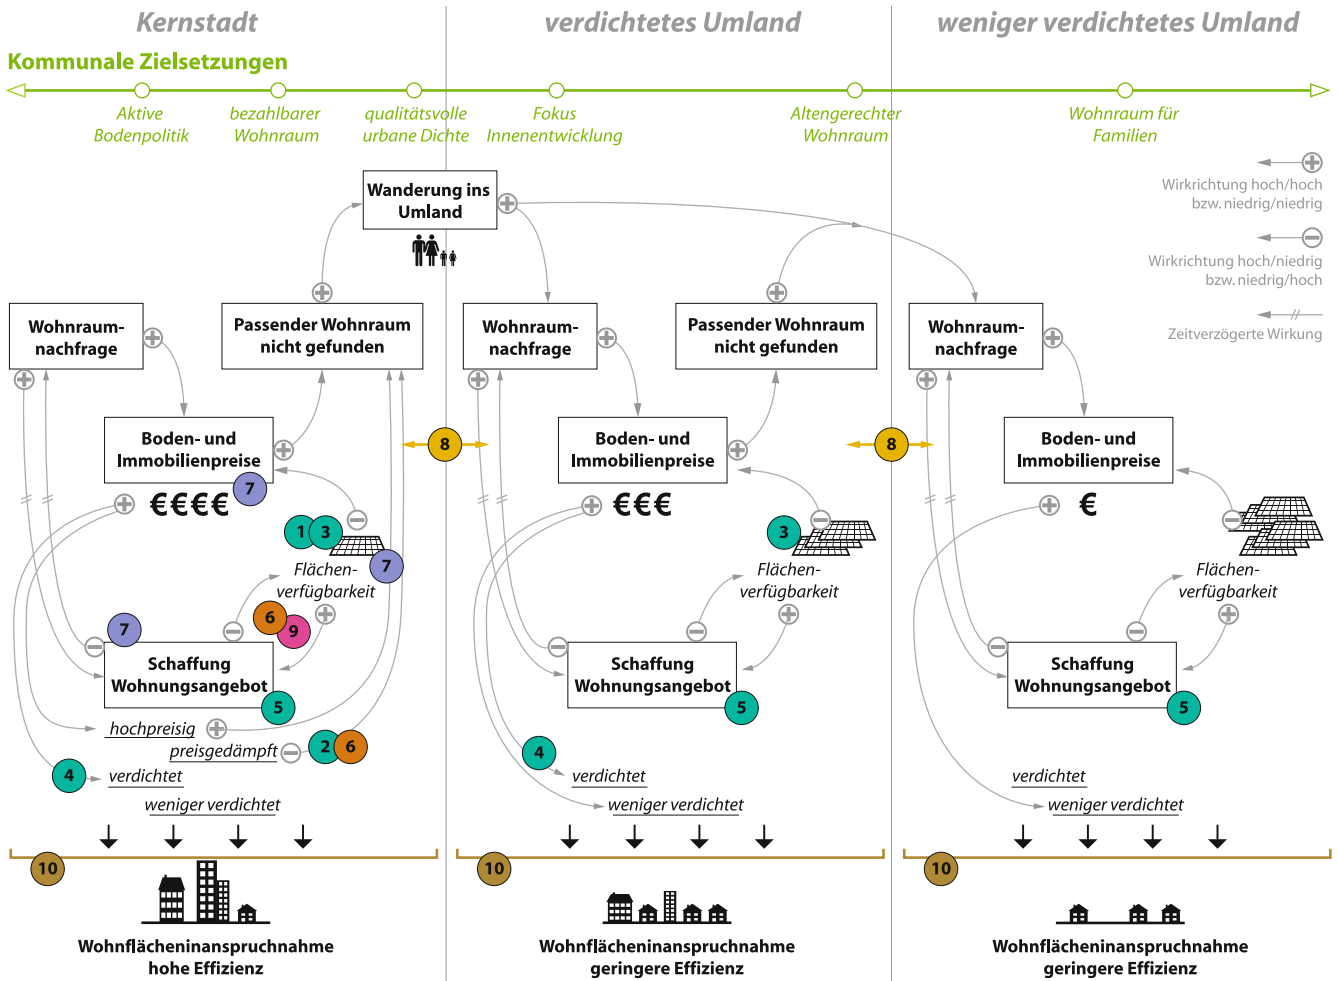 Kernstadt
verdichtetes Umland
weniger verdichtetes Umland
Kommunale Zielsetzungen
Aktive
Bodenpolitik
bezahlbarer
Wohnraum
qualitätsvolle
urbane Dichte
Fokus
Innenentwicklung
Altengerechter
Wohnraum
Wohnraum für
Familien
Wanderung ins
Umland
Wirkrichtung hoch/hoch
bzw. niedrig/niedrig
Wirkrichtung hoch/niedrig
bzw. niedrig/hoch
Zeitverzögerte Wirkung
Wohnraum-
nachfrage
Passender Wohnraum
nicht gefunden
Boden- und
Immobilienpreise
7
€€€€
1
3
7
Flächen-
verfügbarkeit
6
9
7
Schaffung
Wohnungsangebot
5
hochpreisig
preisgedämpft
2
6
4
verdichtet
weniger verdichtet
10
Wohnflächeninanspruchnahme
hohe Effizienz
8
Wohnraum-
nachfrage
Passender Wohnraum
nicht gefunden
Boden- und
Immobilienpreise
€€€
3
Flächen-
verfügbarkeit
Schaffung
Wohnungsangebot
5
4
verdichtet
weniger verdichtet
10
Wohnflächeninanspruchnahme
geringere Effizienz
8
Wohnraum-
nachfrage
Boden- und
Immobilienpreise
€
Flächen-
verfügbarkeit
Schaffung
Wohnungsangebot
5
verdichtet
weniger verdichtet
10
Wohnflächeninanspruchnahme
geringere Effizienz